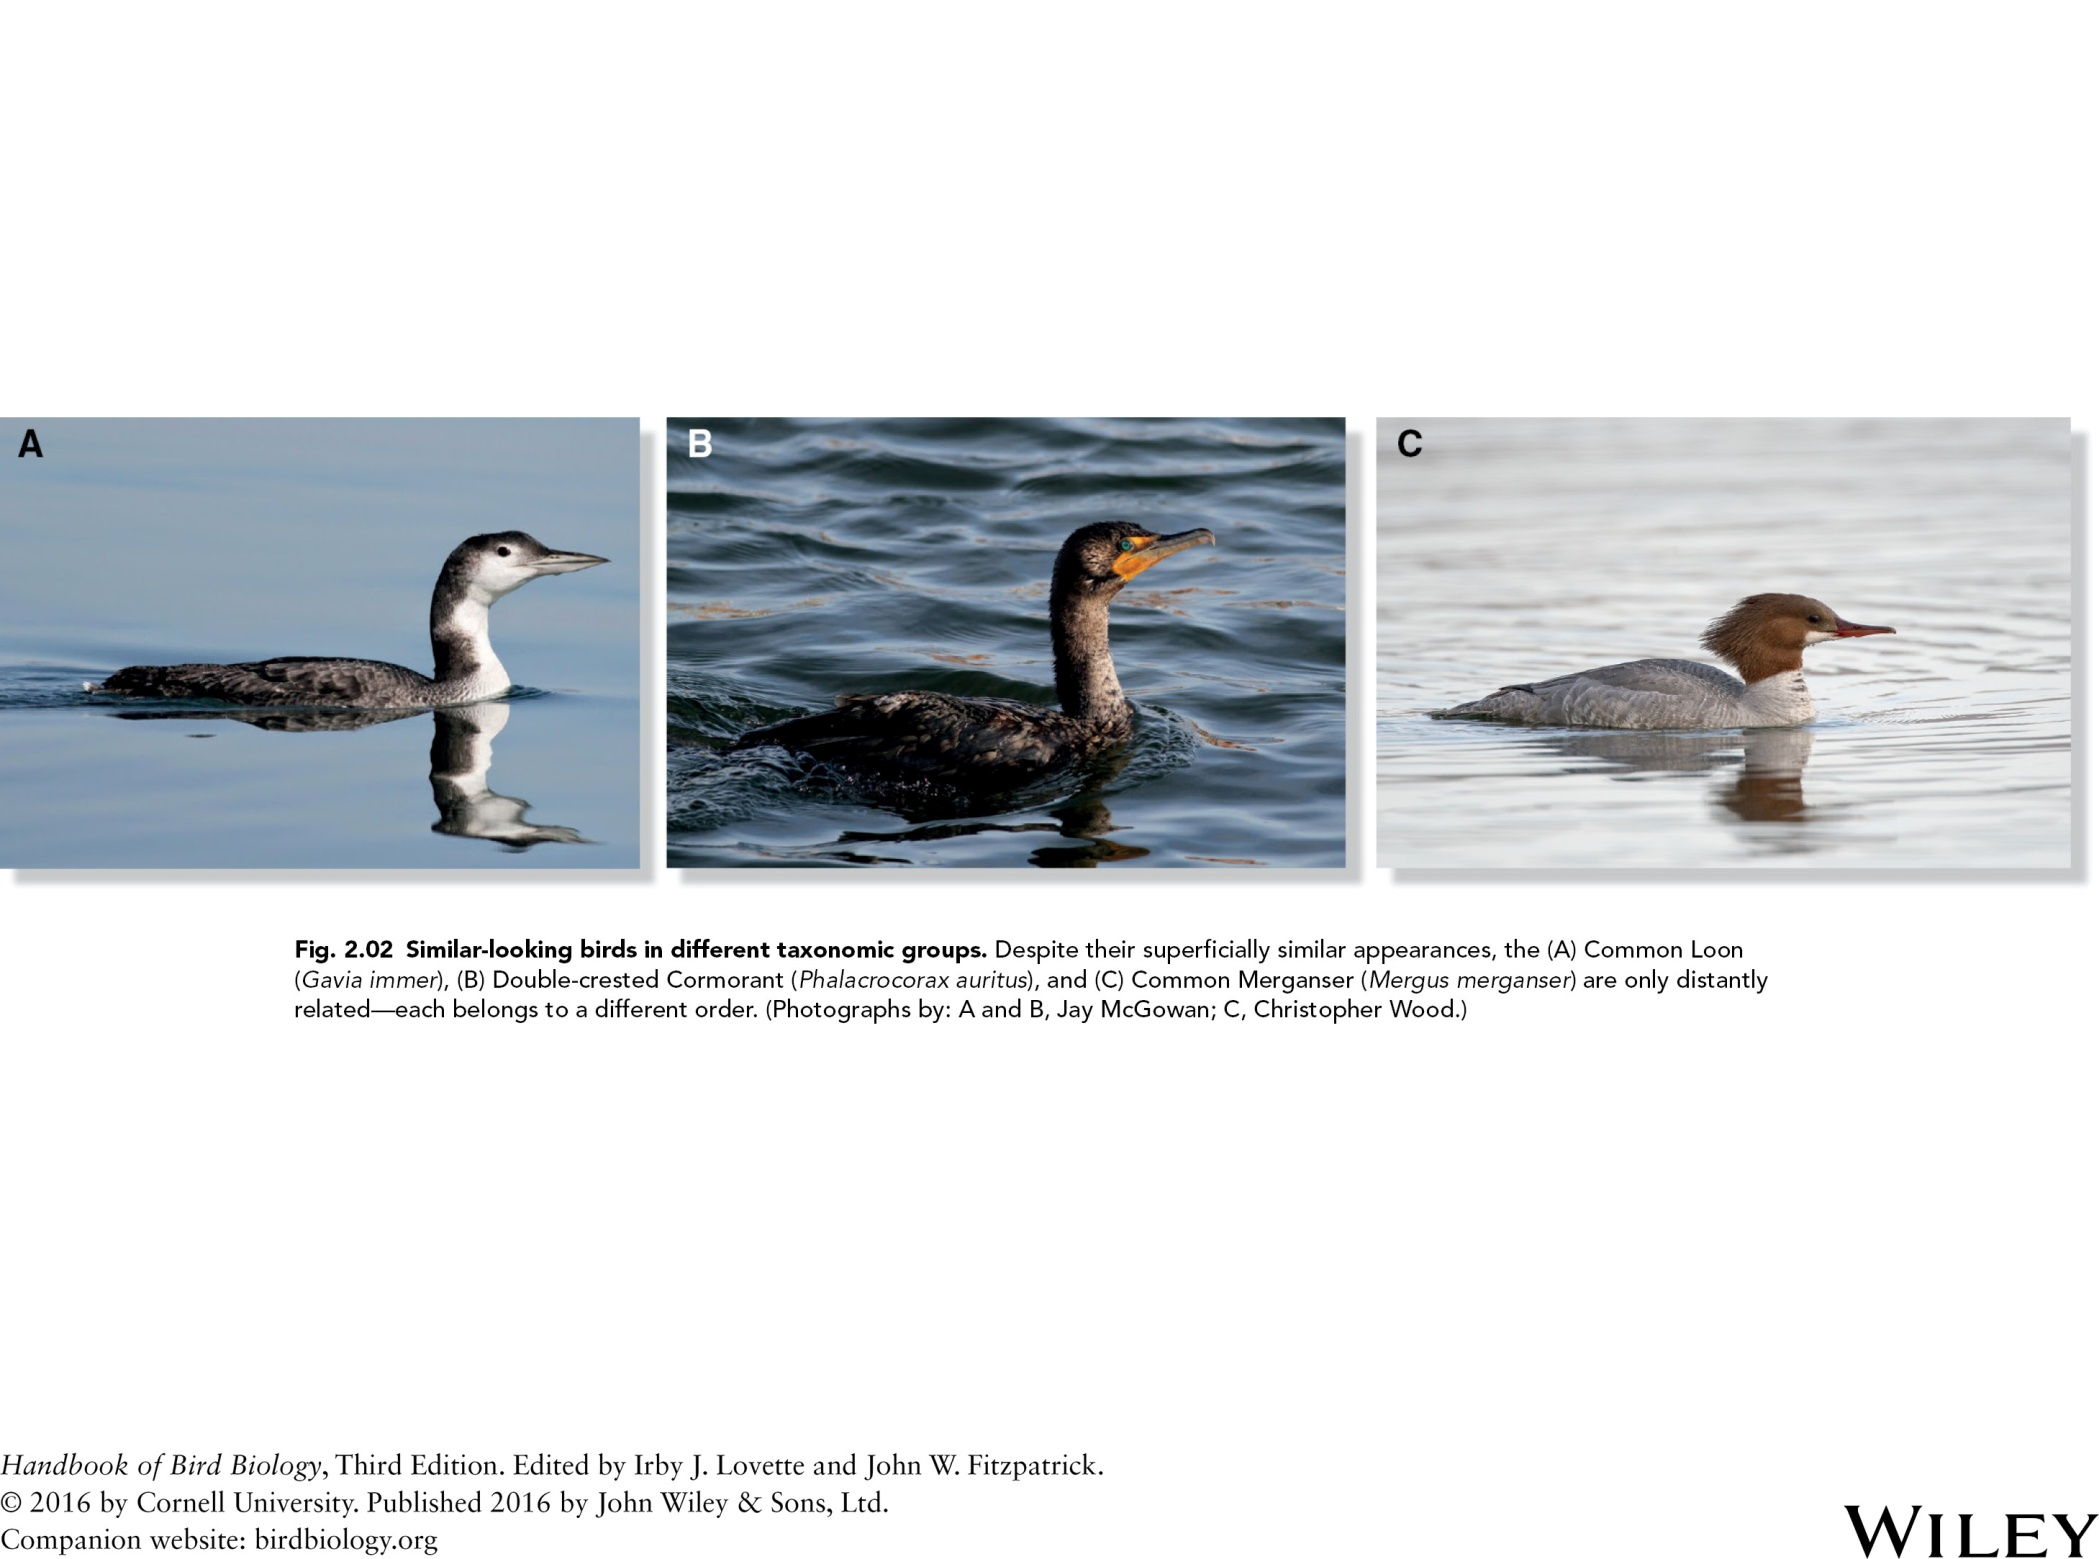 A
B
C
Fig. 2.02 Similar-looking birds in different taxonomic groups. Despite their superficially similar appearances, the (A) Common Loon
(Gavia immer), (B) Double-crested Cormorant (Phalacrocorax auritus), and (C) Common Merganser (Mergus merganser) are only distantly
related—each belongs to a different order. (Photographs by: A and B, Jay McGowan; C, Christopher Wood.)
Handbook of Bird Biology, Third Edition. Edited by Irby J. Lovette and John W. Fitzpatrick.
© 2016 by Cornell University. Published 2016 by John Wiley & Sons, Ltd.
Companion website: birdbiology.org
WILEY